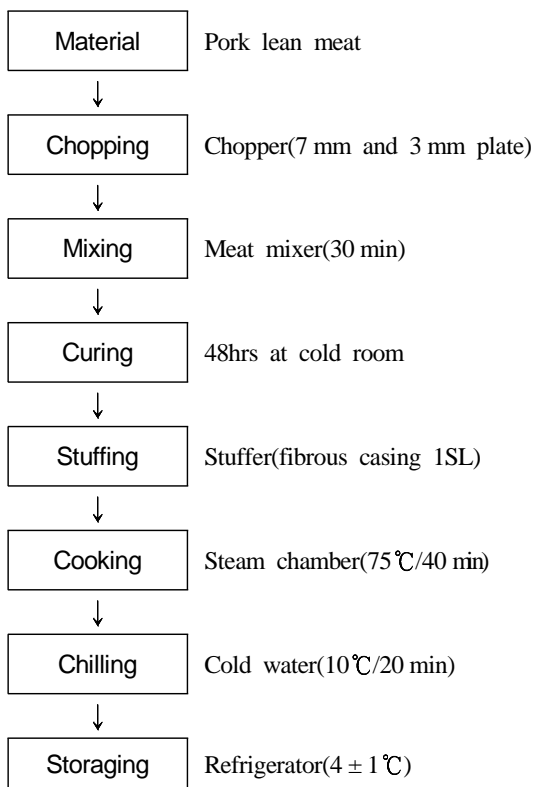 Material Pork lean meat
Chopping Chopper(7 mm and 3 mm plate)
Mixing Meat mixer(30 min)
Curing 48hrs at cold room
Stuffing Stuffer(fibrous casing 1SL)
Cooking Steam chamber(75℃/40 min)
Chilling Cold water(10℃/20 min)
Storaging Refrigerator(4 ± 1℃)